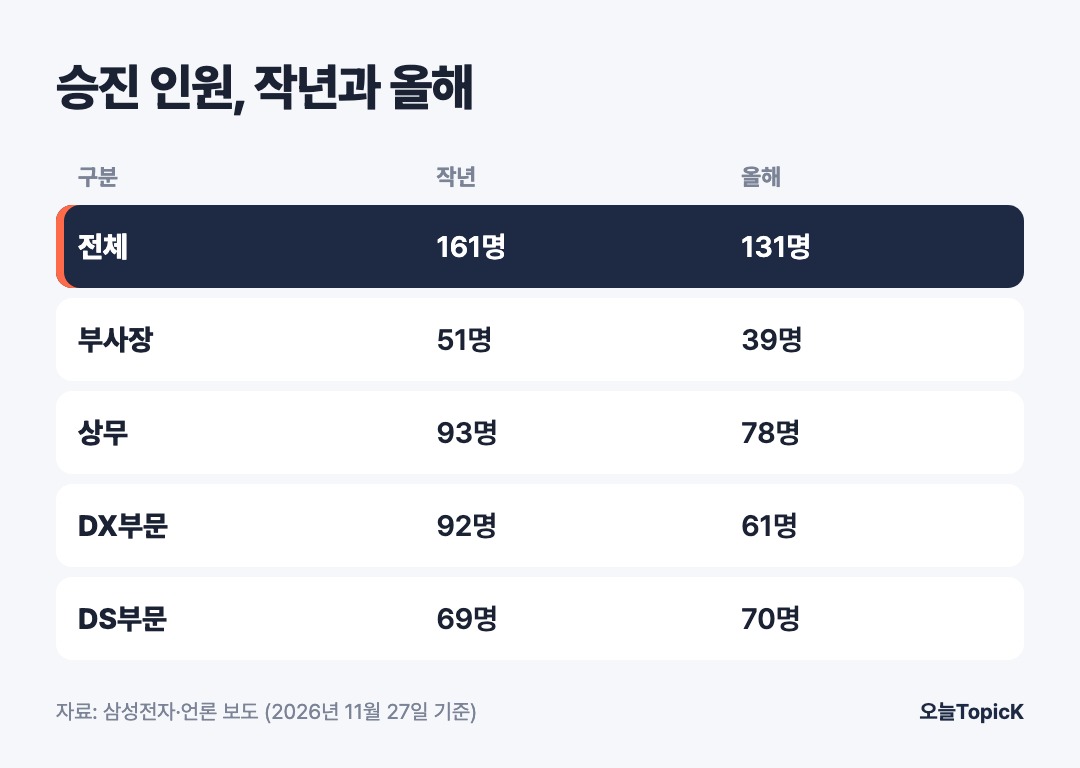 승진 인원, 작년과 올해
구분 작년 올해
전체 161명 131명
부사장 51명 39명
상무 93명 78명
DX부문 92명 61명
DS부문 69명 70명
자료: 삼성전자·언론 보도 (2026년 11월 27일 기준) 오늘TopicK